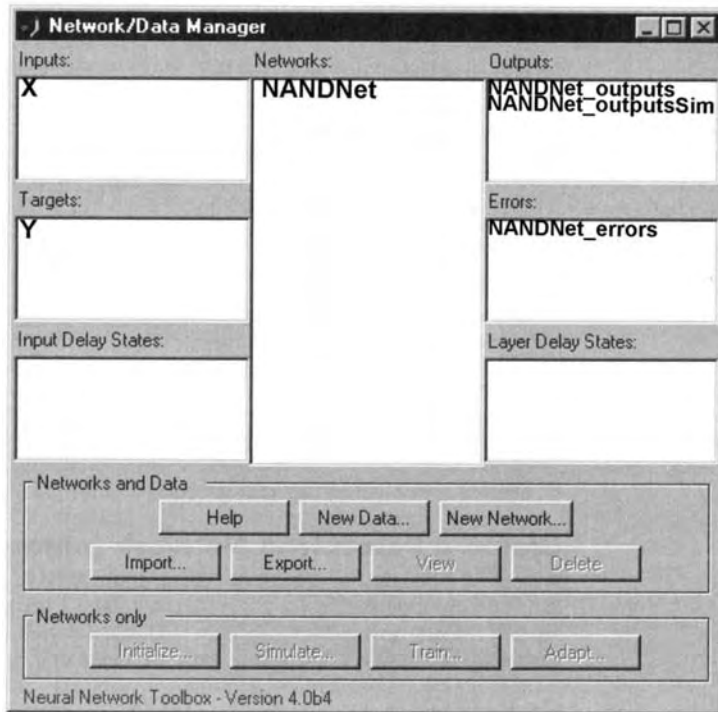 Network/Data Manager
Inputs: Networks: Outputs:
X NANDNet NANDNet_outputs
NANDNet_outputsSim
Targets: Errors:
Y NANDNet_errors
Input Delay States: Layer Delay States:
Networks and Data
Help New Data... New Network...
Import... Export... View Delete
Networks only
Initialize... Simulate... Train... Adapt...
Neural Network Toolbox - Version 4.0b4